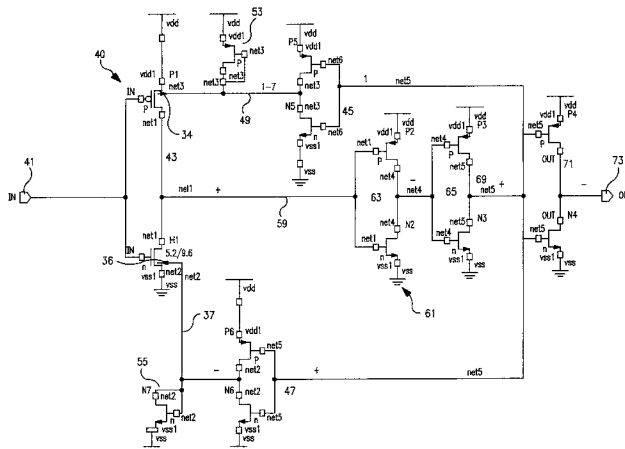 vdd
vdd
53
vdd
vdd
vdd
vdd1
P5
vdd1
net3
P
40
vdd1
P1
IN
net3
net3
net3
P
net6
1-7
1
net5
P
net3
49
N5
net3
45
P2
vdd1
P3
vdd1
net5
P4
vdd1
net1
34
n
net6
net1
net4
P
vss1
vss
OUT
71
73
41
43
IN
net1
+
63
net4
-
net4
65
69
net5
net5
+
-
59
N2
net4
N3
net5
OUT
N4
net1
H1
IN
5.2/9.6
net1
net4
net5
36
n
net2
vss1
vss
n
vss1
vss
n
vss1
vss
n
vss1
vss
net2
vdd
61
37
P6
vdd1
net5
P
55
-
net2
+
net5
N7
net2
N6
net2
47
n
net2
n
net5
vss1
vss
vss1
vss